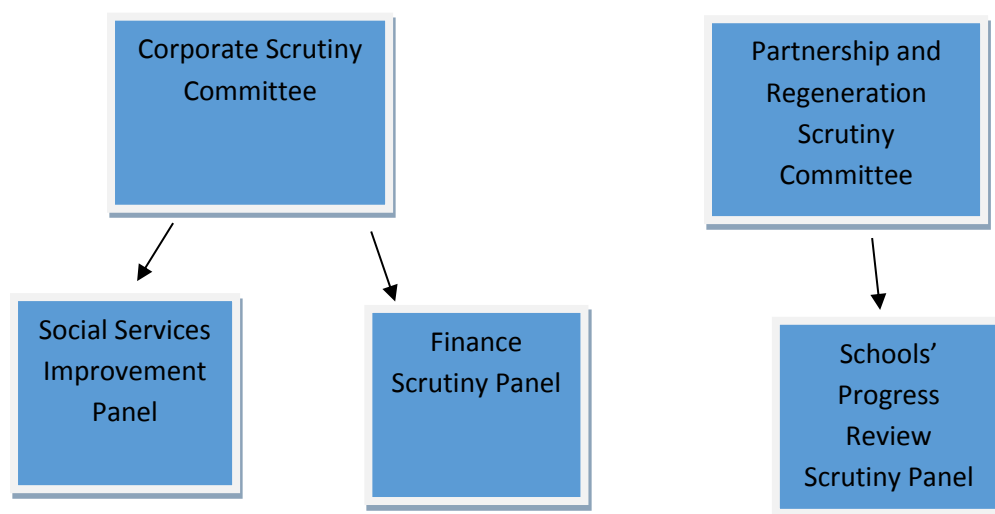 Corporate Scrutiny
Committee
Partnership and
Regeneration
Scrutiny
Committee
Social Services
Improvement
Panel
Finance
Scrutiny Panel
Schools’
Progress
Review
Scrutiny Panel